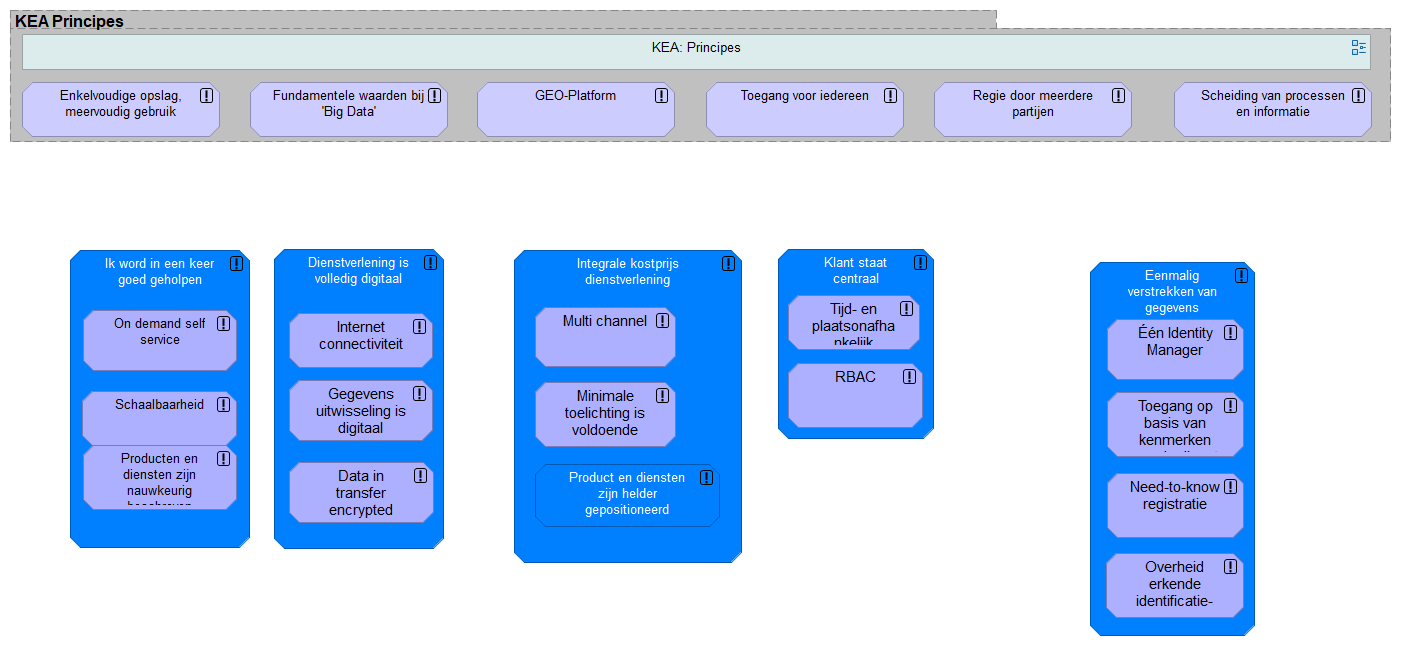 KEA Principes
KEA: Principes
Enkelvoudige opslag,
meervoudig gebruik
Fundamentele waarden bij
'Big Data'
GEO-Platform
Toegang voor iedereen
Regie door meerdere
partijen
Scheiding van processen
en informatie
Ik word in een keer
goed geholpen
On demand self
service
Schaalbaarheid
Producten en
diensten zijn
nauwkeurig
beschreven
Dienstverlening is
volledig digitaal
Internet
connectiviteit
Gegevens
uitwisseling is
digitaal
Data in
transfer
encrypted
Integrale kostprijs
dienstverlening
Multi channel
Minimale
toelichting is
voldoende
Product en diensten
zijn helder
gepositioneerd
Klant staat
centraal
Tijd- en
plaatsonafha
nkelijk
RBAC
Eenmalig
verstrekken van
gegevens
Één Identity
Manager
Toegang op
basis van
kenmerken
Need-to-know
registratie
Overheid
erkende
identificatie-